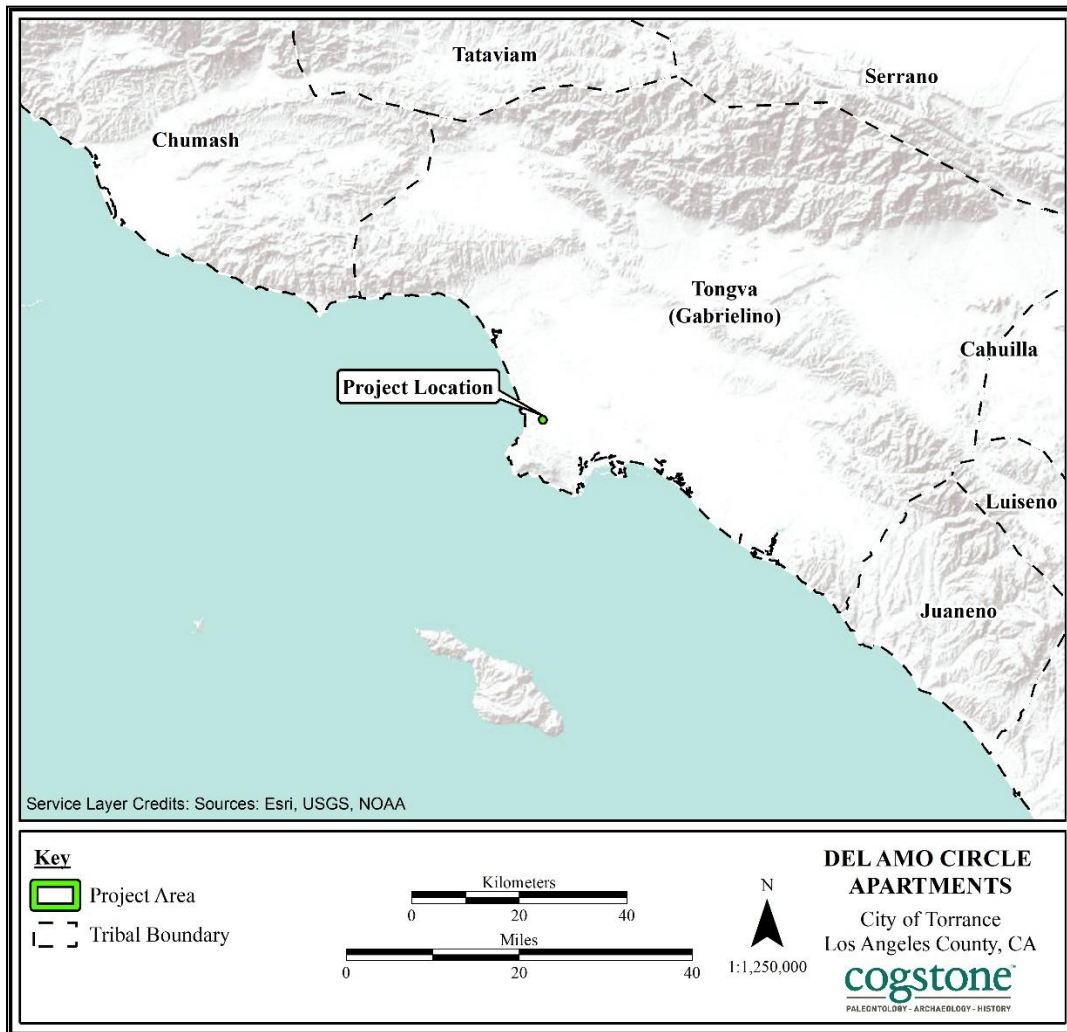 Tataviam
Serrano
Chumash
Tongva
(Gabrielino)
Cahuilla
Project Location
Luiseno
Juaneno
Service Layer Credits: Sources: Esri, USGS, NOAA
Key
Project Area
Tribal Boundary
Kilometers
0 20 40
Miles
0 20 40
N
1:1,250,000
DEL AMO CIRCLE
APARTMENTS
City of Torrance
Los Angeles County, CA
cogstone™
PALEONTOLOGY - ARCHAEOLOGY - HISTORY